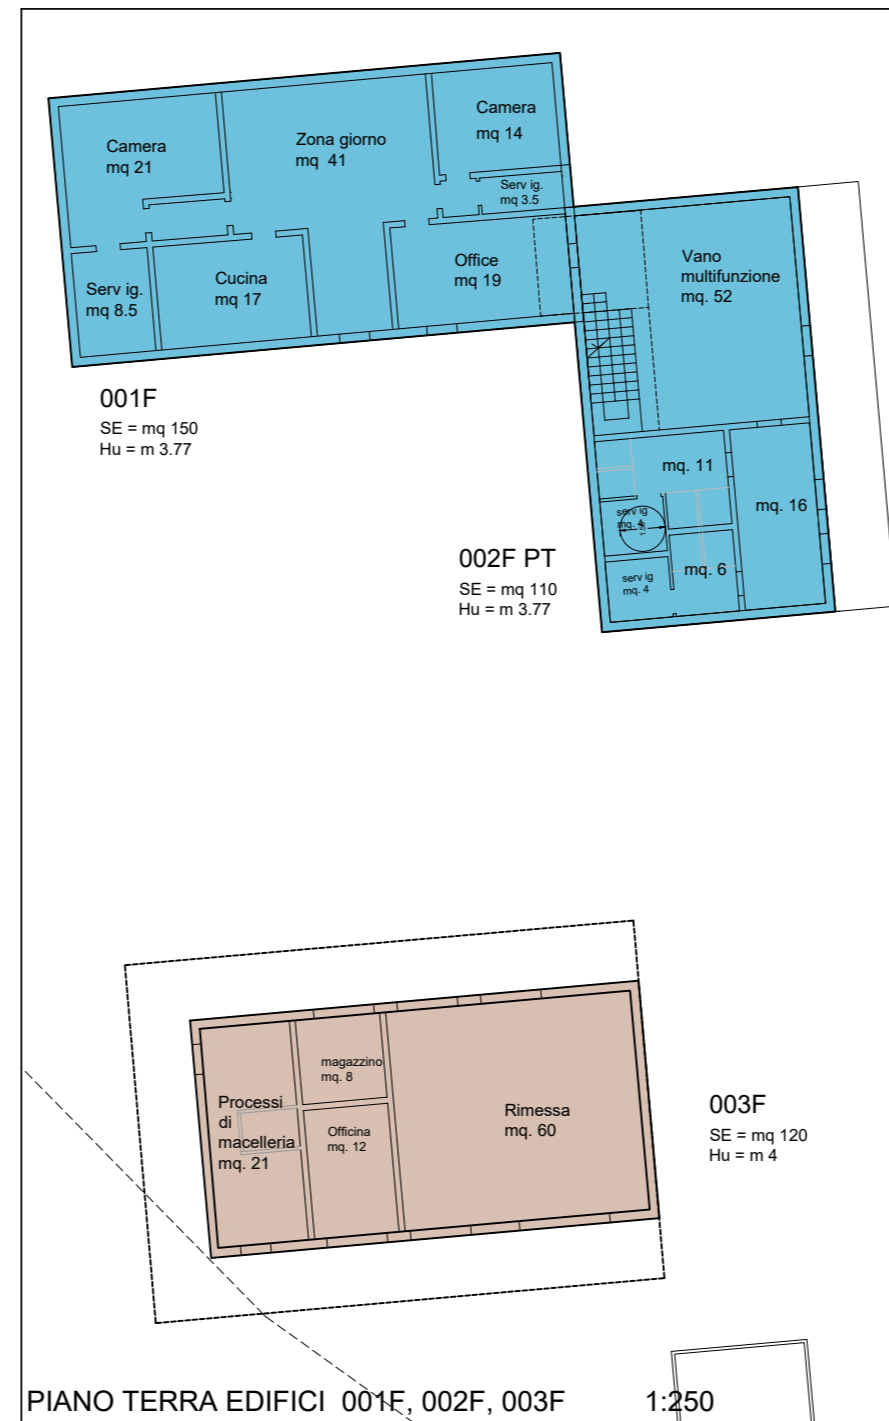 Camera
mq 21
Zona giorno
mq  41
Camera
mq 14
Serv ig.
mq 3.5
Serv ig.
mq 8.5
Cucina
mq 17
Office
mq 19
Vano
multifunzione
mq. 52
001F
SE = mq 150
Hu = m 3.77
mq. 11
mq. 16
serv ig
mq. 4
mq. 6
serv ig
mq. 4
002F PT
SE = mq 110
Hu = m 3.77
magazzino
mq. 8
Processi
di
macelleria
mq. 21
Officina
mq. 12
Rimessa
mq. 60
003F
SE = mq 120
Hu = m 4
PIANO TERRA EDIFICI  001F, 002F, 003F
1:250